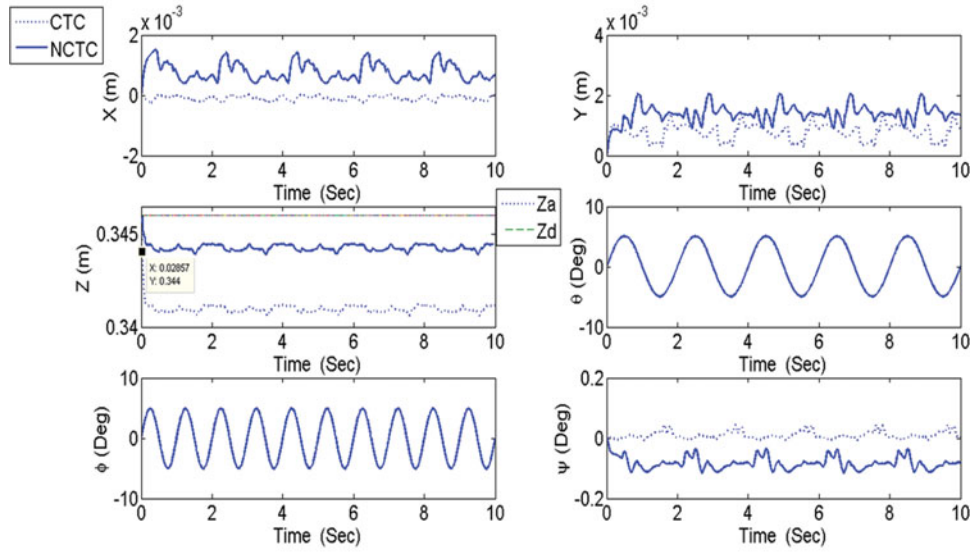 CTC
NCTC
x 10⁻³
2
0
-2
X (m)
0 2 4 6 8 10
Time (Sec)
x 10⁻³
4
2
0
Y (m)
0 2 4 6 8 10
Time (Sec)
0.345
0.34
Z (m)
X: 0.02857
Y: 0.344
0 2 4 6 8 10
Time (Sec)
Za
Zd
10
0
-10
θ (Deg)
0 2 4 6 8 10
Time (Sec)
10
0
-10
ϕ (Deg)
0 2 4 6 8 10
Time (Sec)
0.2
0
-0.2
Ψ (Deg)
0 2 4 6 8 10
Time (Sec)